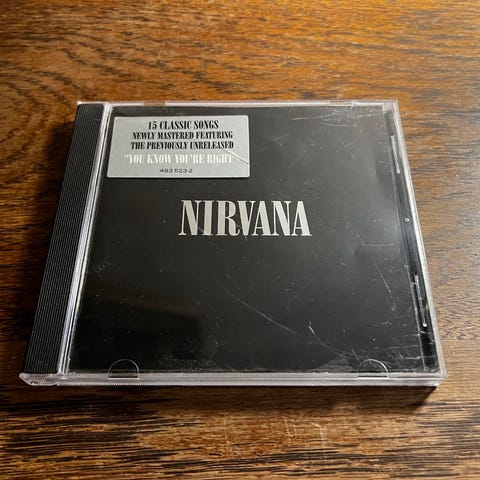 15 CLASSIC SONGS
NEWLY MASTERED FEATURING
THE PREVIOUSLY UNRELEASED
"YOU KNOW YOU'RE RIGHT"
493 523-2
NIRVANA